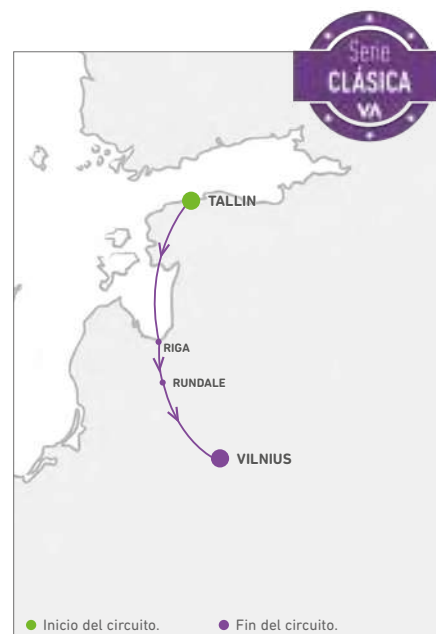 Serie
CLÁSICA
VA
TALLIN
RIGA
RUNDALE
VILNIUS
Inicio del circuito.
Fin del circuito.